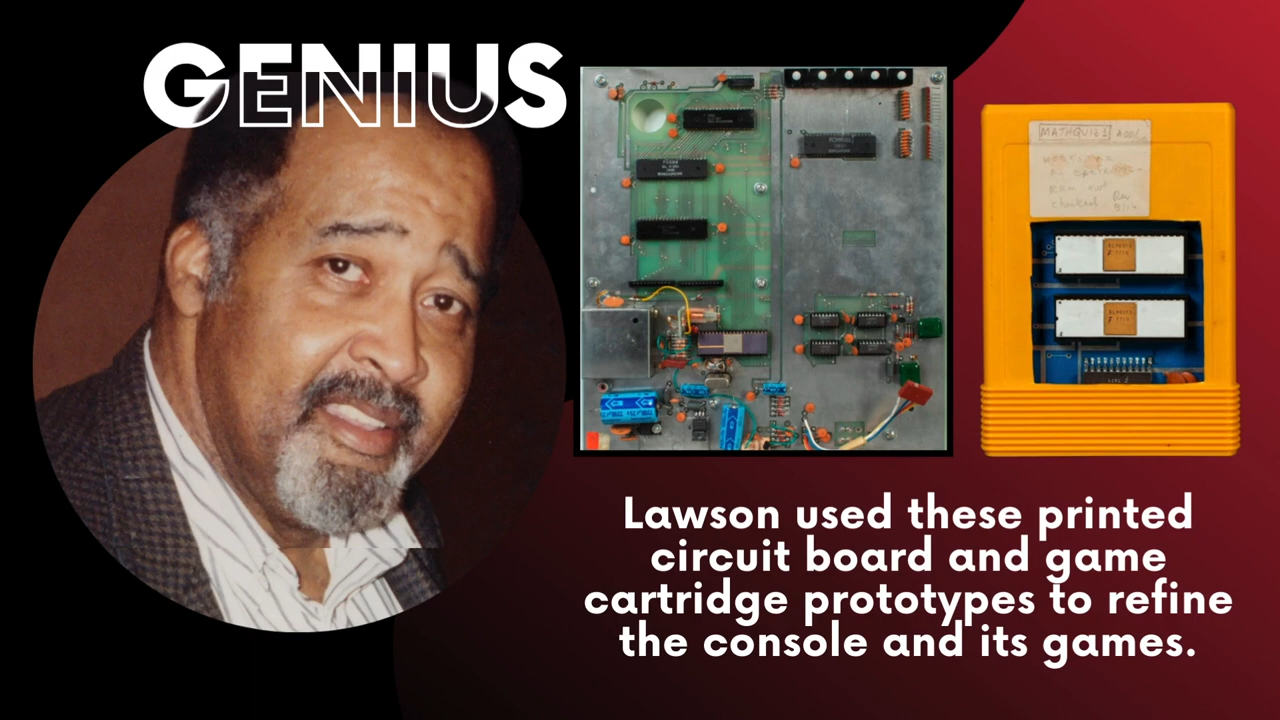 GENIUS
MATHQUIZ 1
Lawson used these printed
circuit board and game
cartridge prototypes to refine
the console and its games.